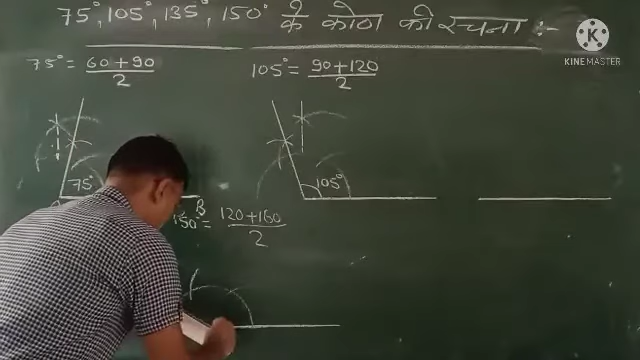 75°, 105°, 135°, 150° के कोण की रचना :-
KINEMASTER
75° = 60 + 90 / 2
105° = 90 + 120 / 2
75°
105°
B
150° = 120 + 180 / 2